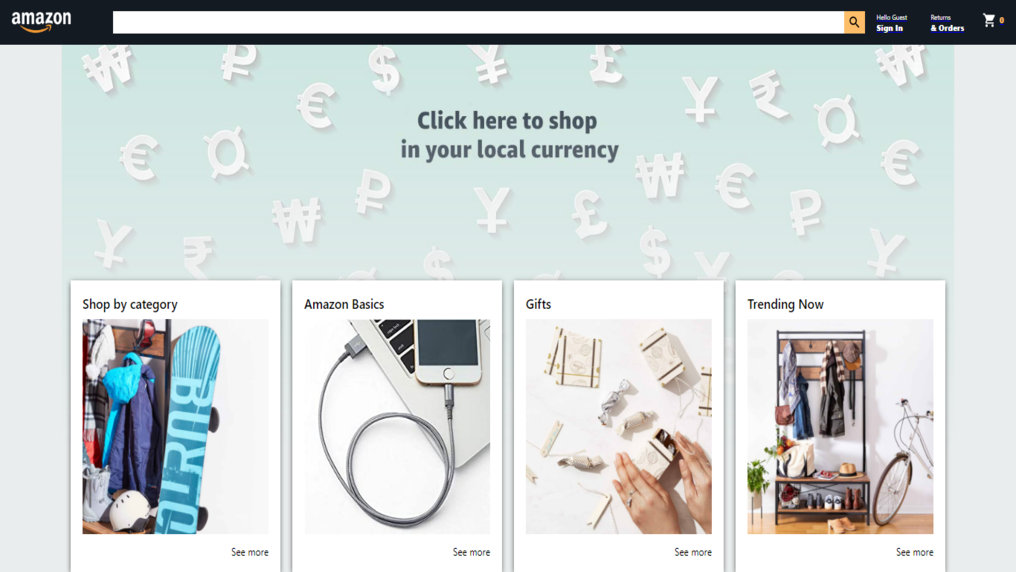 amazon
Hello Guest
Sign In
Returns
& Orders
0
Click here to shop
in your local currency
Shop by category
Amazon Basics
Gifts
Trending Now
BURTON
See more
See more
See more
See more